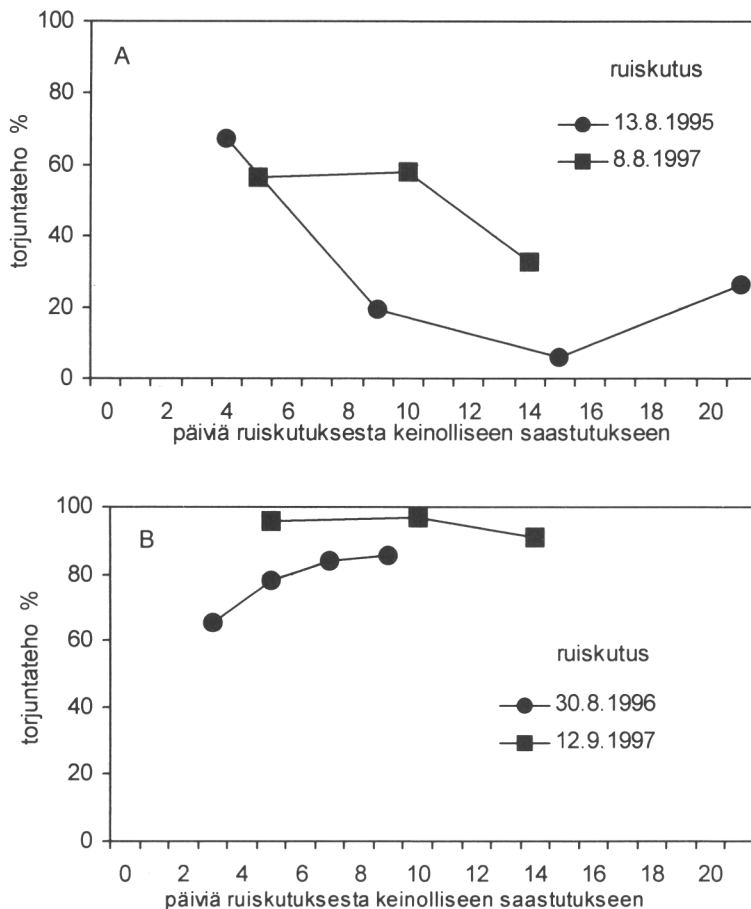 100
A
ruiskutus
80
13.8.1995
8.8.1997
60
torjuntateho %
40
20
0
0 2 4 6 8 10 14 16 18 20
päiviä ruiskutuksesta keinolliseen saastutukseen
100
B
80
60
ruiskutus
torjuntateho %
30.8.1996
40
12.9.1997
20
0
0 2 4 6 8 10 14 16 18 20
päiviä ruiskutuksesta keinolliseen saastutukseen